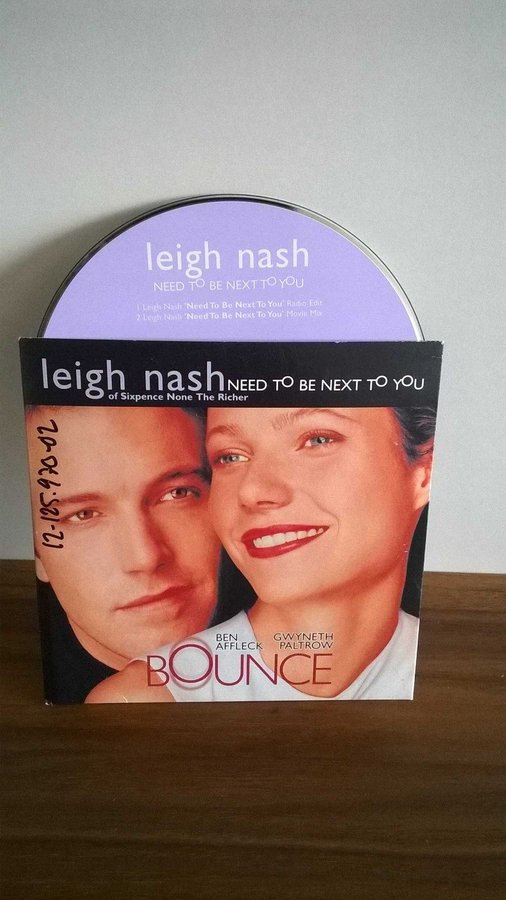 leigh nash
NEED TO BE NEXT TO YOU
1 Leigh Nash 'Need To Be Next To You' Radio Edit
2 Leigh Nash 'Need To Be Next To You' Movie Mix
leigh nash NEED TO BE NEXT TO YOU
of Sixpence None The Richer
12-125-970-02
BEN AFFLECK
GWYNETH PALTROW
BOUNCE